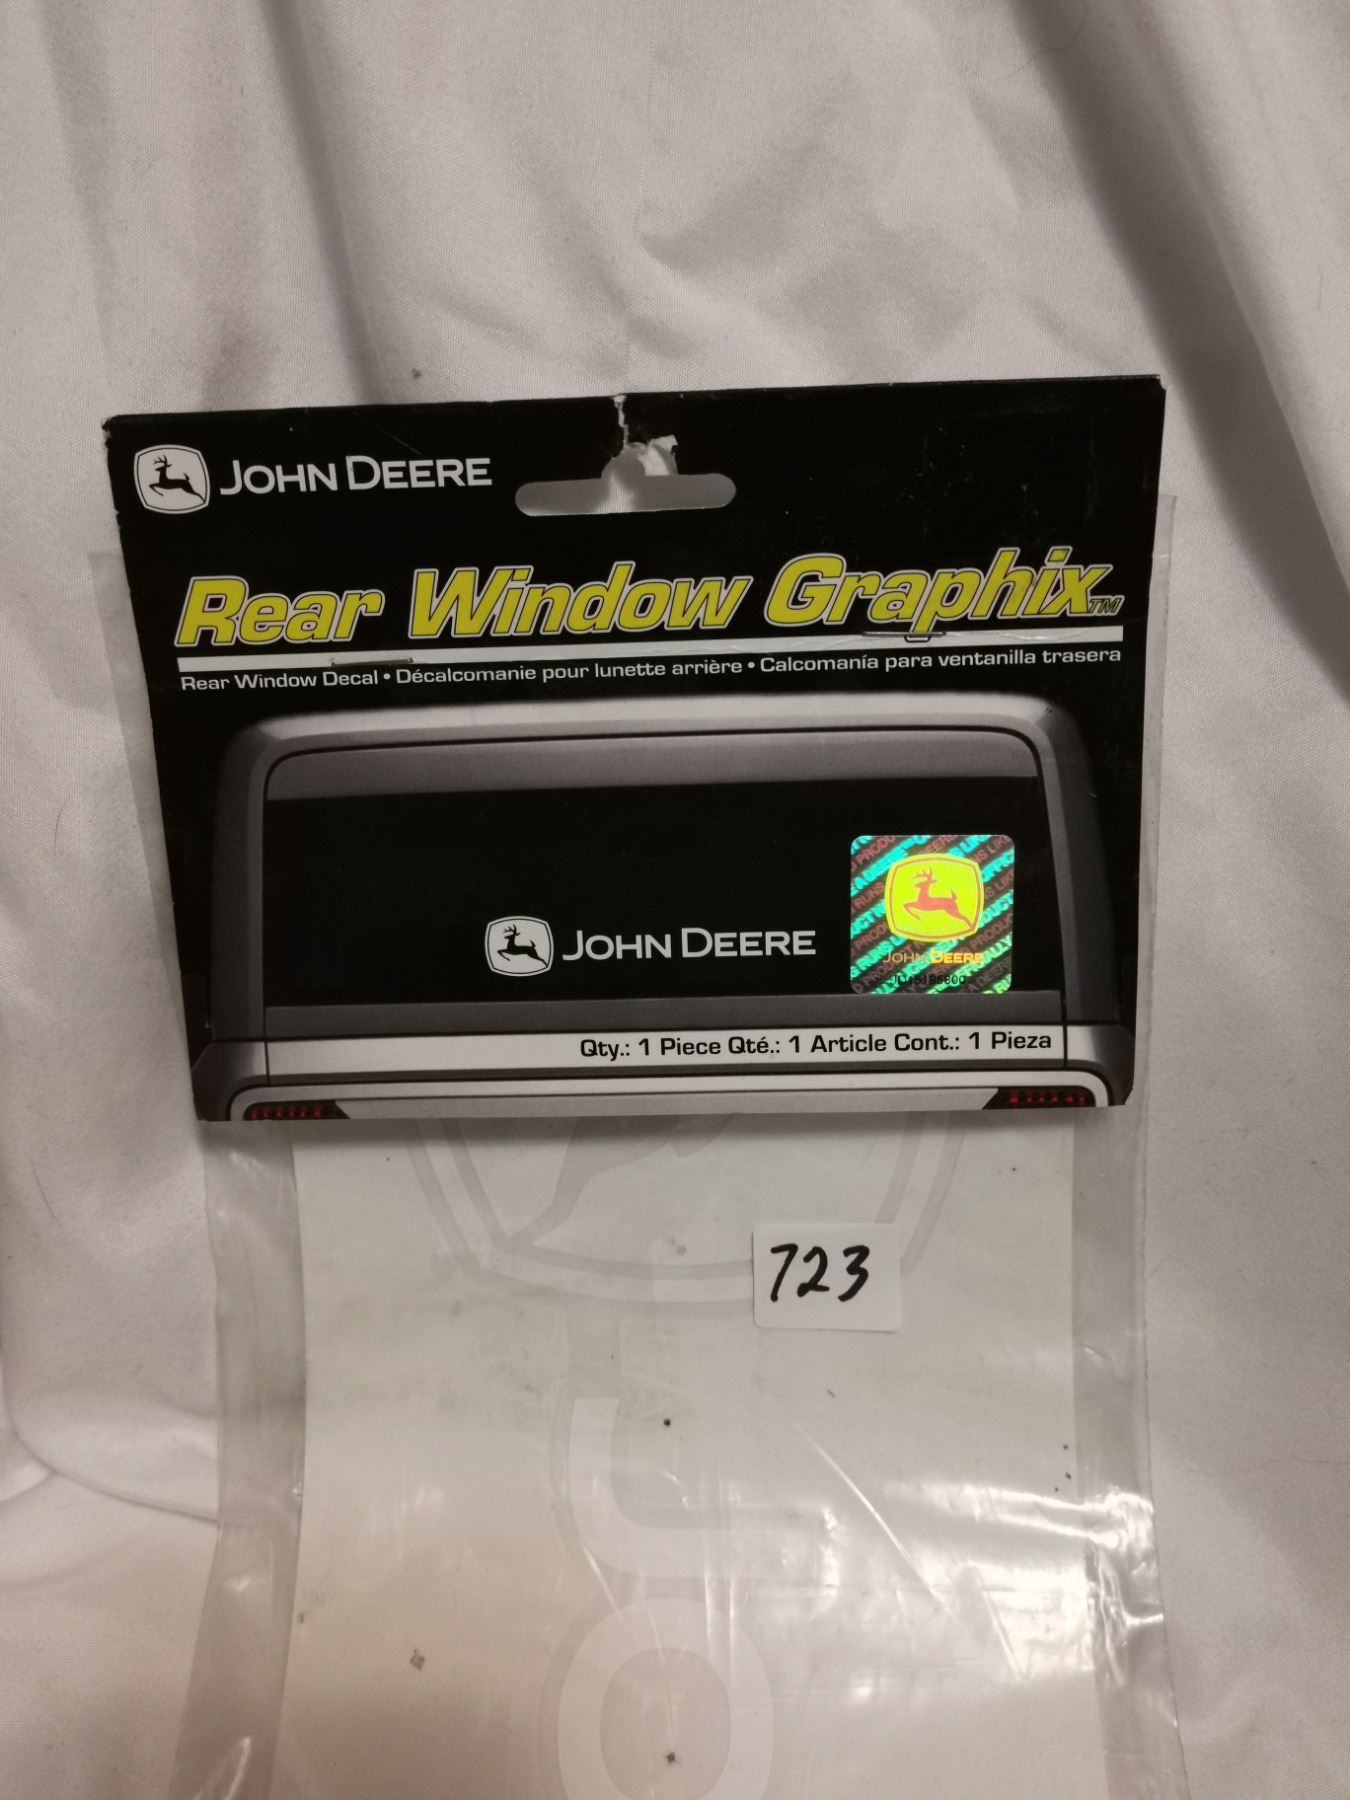 JOHN DEERE
Rear Window Graphix™
Rear Window Decal • Décalcomanie pour lunette arrière • Calcomanía para ventanilla trasera
JOHN DEERE
JOHN DEERE
Qty.: 1 Piece Qté.: 1 Article Cont.: 1 Pieza
723
JO